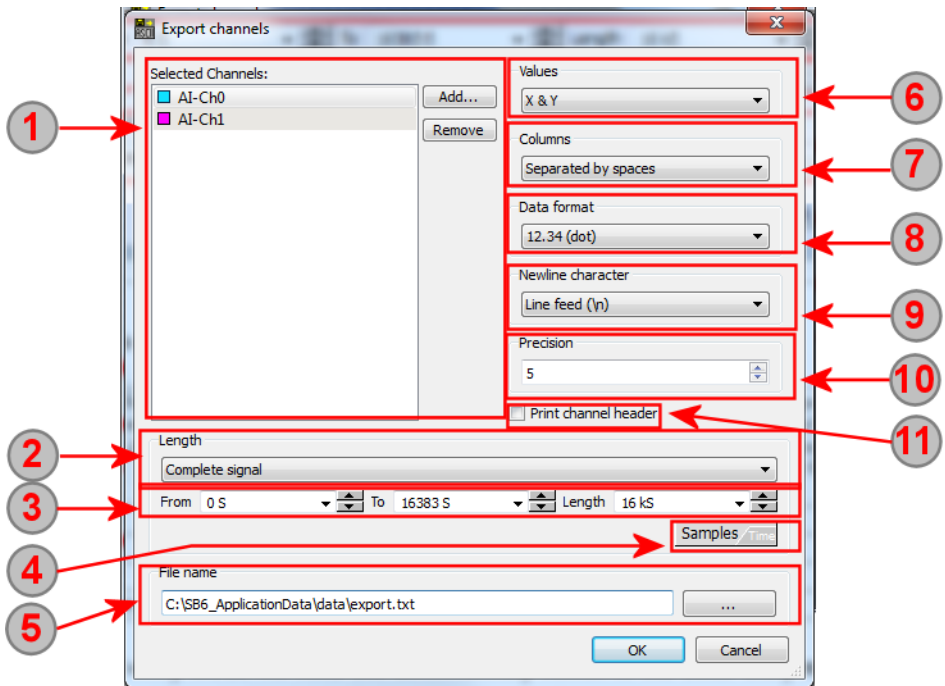 Export channels
Selected Channels:
AI-Ch0
AI-Ch1
Add...
Remove
Values
X & Y
Columns
Separated by spaces
Data format
12.34 (dot)
Newline character
Line feed (\n)
Precision
5
Print channel header
Length
Complete signal
From 0 S To 16383 S Length 16 kS
Samples / Time
File name
C:\SB6_ApplicationData\data\export.txt
...
OK Cancel
1
2
3
4
5
6
7
8
9
10
11